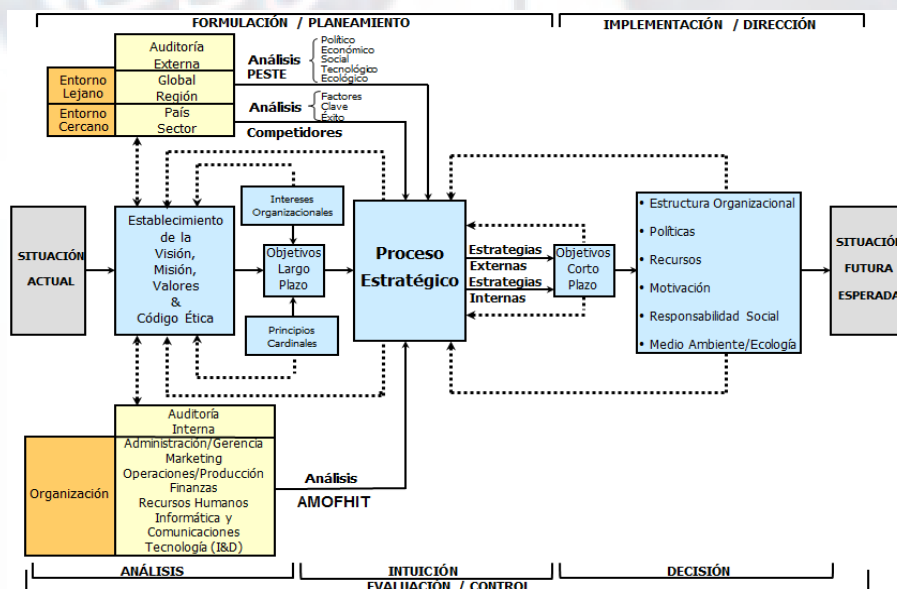 FORMULACIÓN / PLANEAMIENTO
IMPLEMENTACIÓN / DIRECCIÓN
Auditoría
Externa
Entorno
Lejano
Global
Región
Entorno
Cercano
País
Sector
Análisis
PESTE
Político
Económico
Social
Tecnológico
Ecológico
Análisis
Competidores
Factores
Clave
Éxito
SITUACIÓN
ACTUAL
Establecimiento
de la
Visión,
Misión,
Valores
&
Código Ética
Intereses
Organizacionales
Objetivos
Largo
Plazo
Principios
Cardinales
Proceso
Estratégico
Estrategias
Externas
Estrategias
Internas
Objetivos
Corto
Plazo
• Estructura Organizacional
• Políticas
• Recursos
• Motivación
• Responsabilidad Social
• Medio Ambiente/Ecología
SITUACIÓN
FUTURA
ESPERADA
Organización
Auditoría
Interna
Administración/Gerencia
Marketing
Operaciones/Producción
Finanzas
Recursos Humanos
Informática y
Comunicaciones
Tecnología (I&D)
Análisis
AMOFHIT
ANÁLISIS
INTUICIÓN
DECISIÓN
EVALUACIÓN / CONTROL